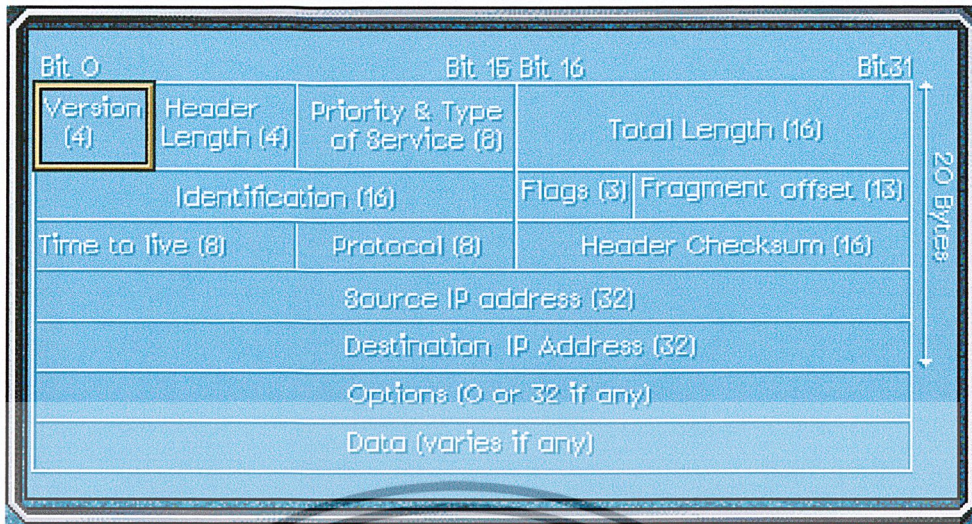 Bit 0 Bit 15 Bit 16 Bit31
Version (4)
Header Length (4)
Priority & Type of Service (8)
Total Length (16)
Identification (16)
Flags (3)
Fragment offset (13)
Time to live (8)
Protocol (8)
Header Checksum (16)
Source IP address (32)
Destination IP Address (32)
Options (0 or 32 if any)
Data (varies if any)
20 Bytes